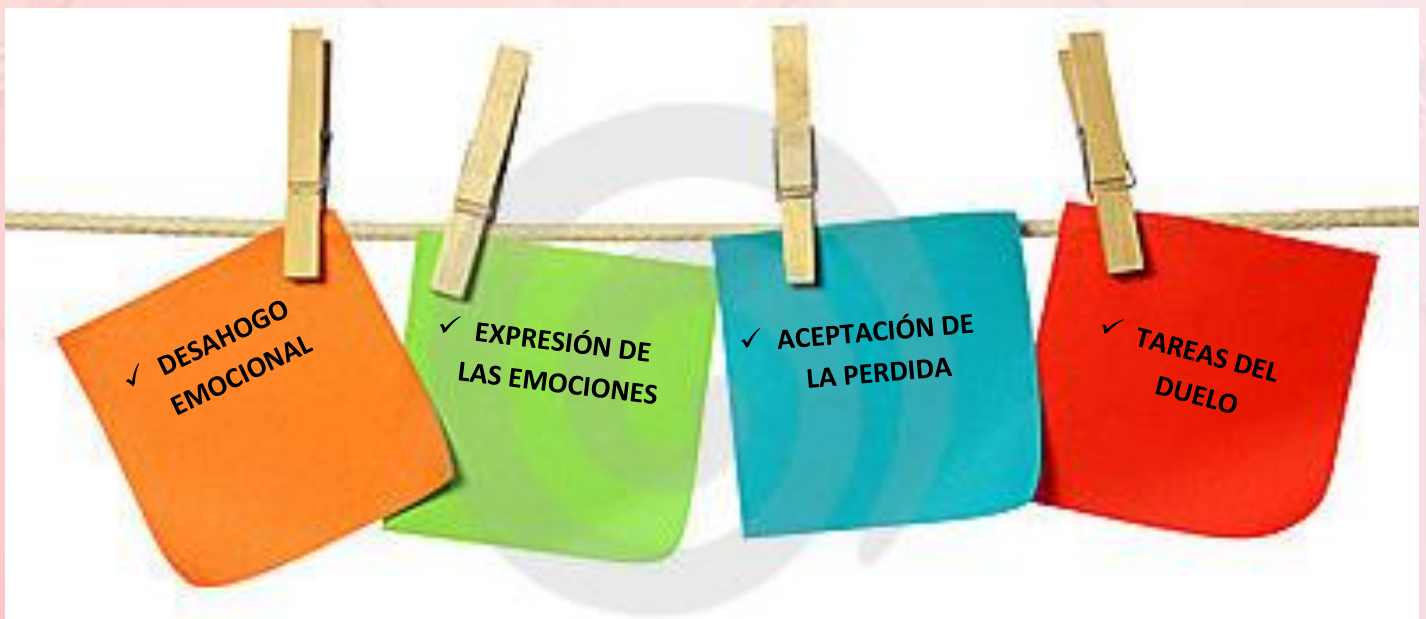 ✓ DESAHOGO
EMOCIONAL
✓ EXPRESIÓN DE
LAS EMOCIONES
✓ ACEPTACIÓN DE
LA PERDIDA
✓ TAREAS DEL
DUELO